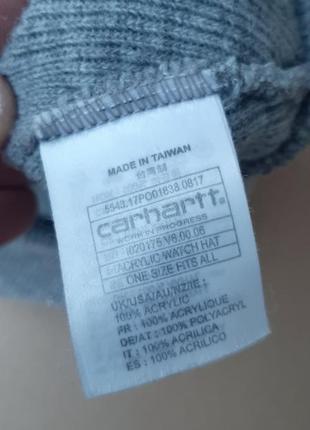 MADE IN TAIWAN
台灣製
5543.17PO01638.0817
carhartt.
WORK IN PROGRESS
I020175.V6.00.06
ACRYLIC WATCH HAT
ONE SIZE FITS ALL
UK/USA/AU/NZ/IE:
100% ACRYLIC
FR : 100% ACRYLIQUE
DE/AT : 100% POLYACRYL
IT : 100% ACRILICA
ES : 100% ACRILICO